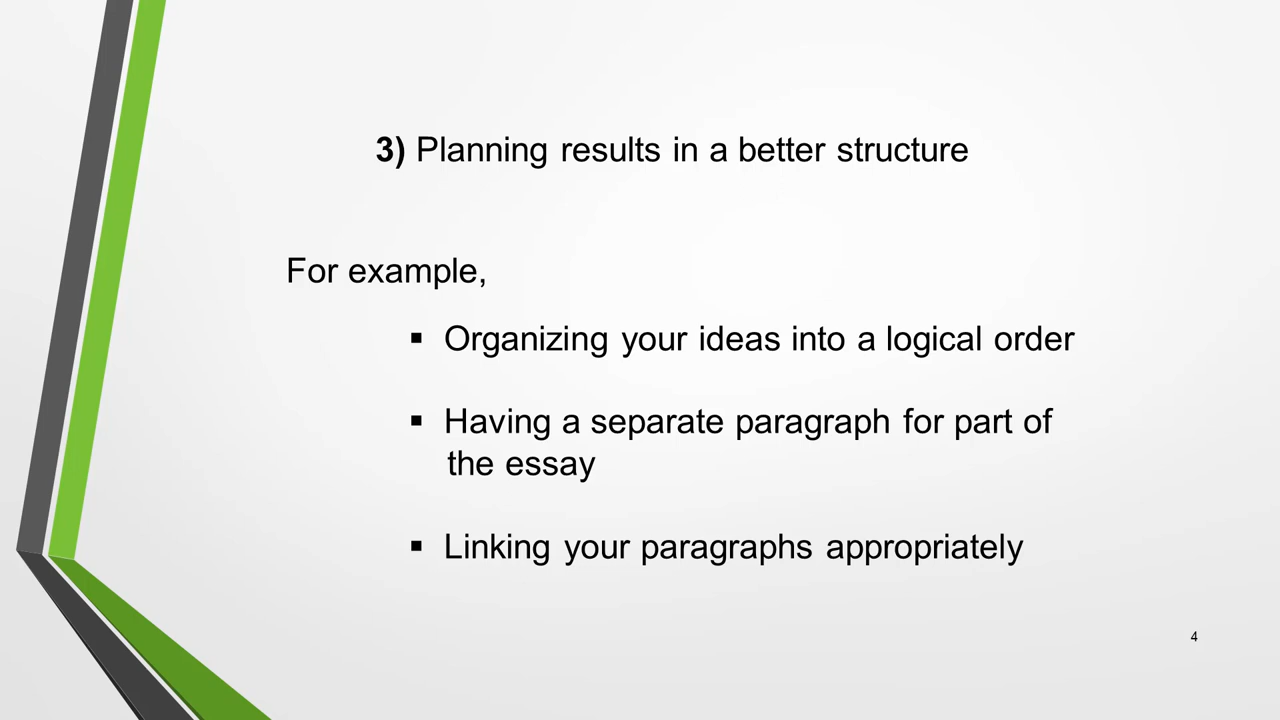 3) Planning results in a better structure
For example,
▪ Organizing your ideas into a logical order
▪ Having a separate paragraph for part of
the essay
▪ Linking your paragraphs appropriately
4